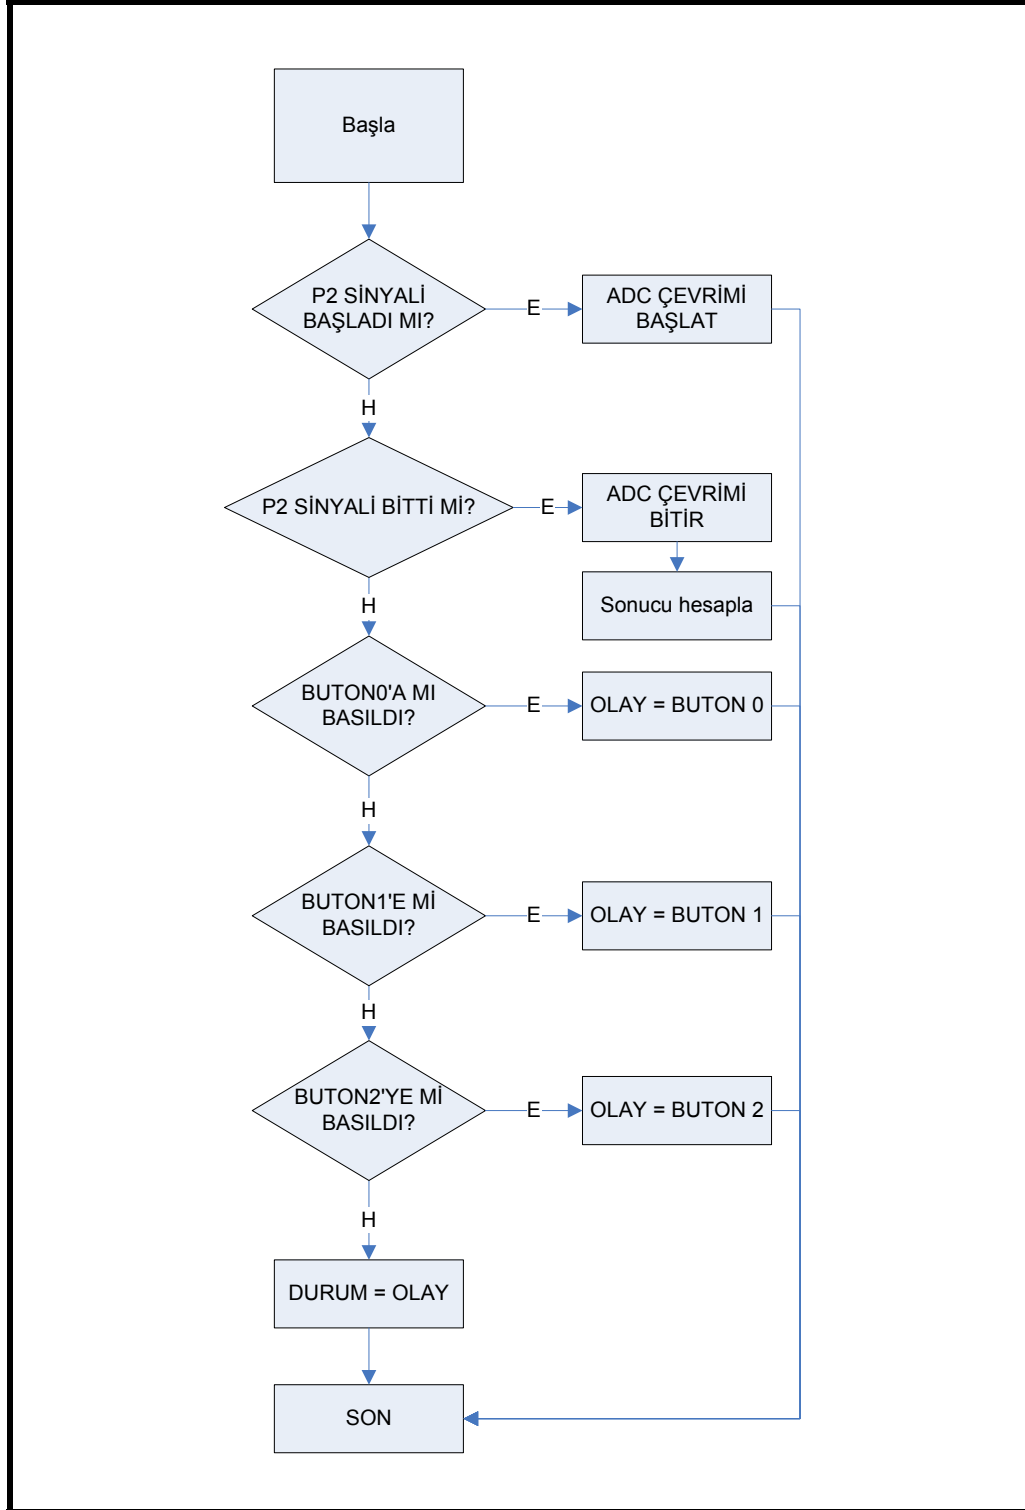 Başla
P2 SİNYALİ
BAŞLADI MI?
E
ADC ÇEVRİMİ
BAŞLAT
H
P2 SİNYALİ BİTTİ Mİ?
E
ADC ÇEVRİMİ
BİTİR
Sonucu hesapla
H
BUTON0'A MI
BASILDI?
E
OLAY = BUTON 0
H
BUTON1'E Mİ
BASILDI?
E
OLAY = BUTON 1
H
BUTON2'YE Mİ
BASILDI?
E
OLAY = BUTON 2
H
DURUM = OLAY
SON